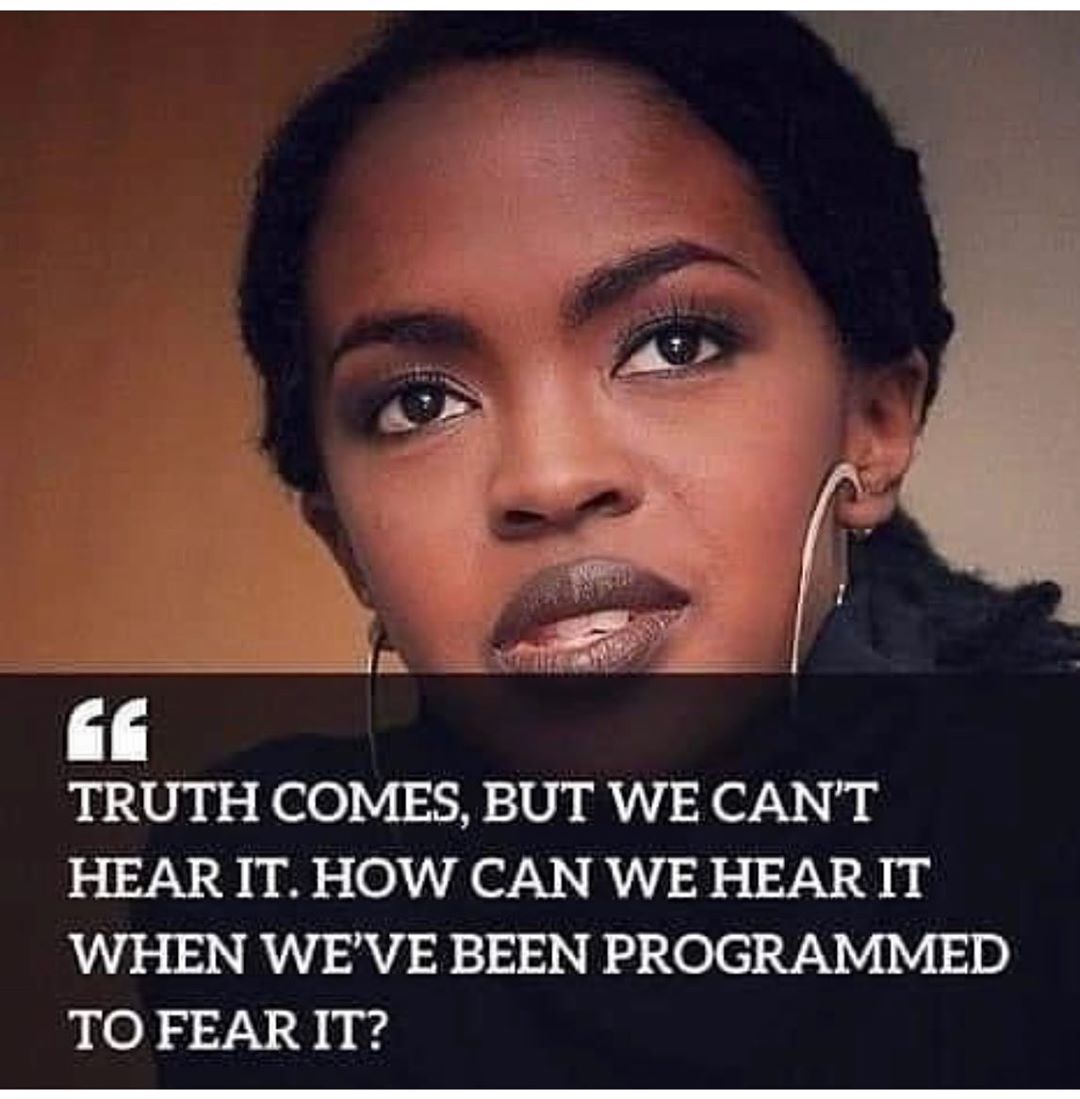 “
TRUTH COMES, BUT WE CAN'T
HEAR IT. HOW CAN WE HEAR IT
WHEN WE'VE BEEN PROGRAMMED
TO FEAR IT?